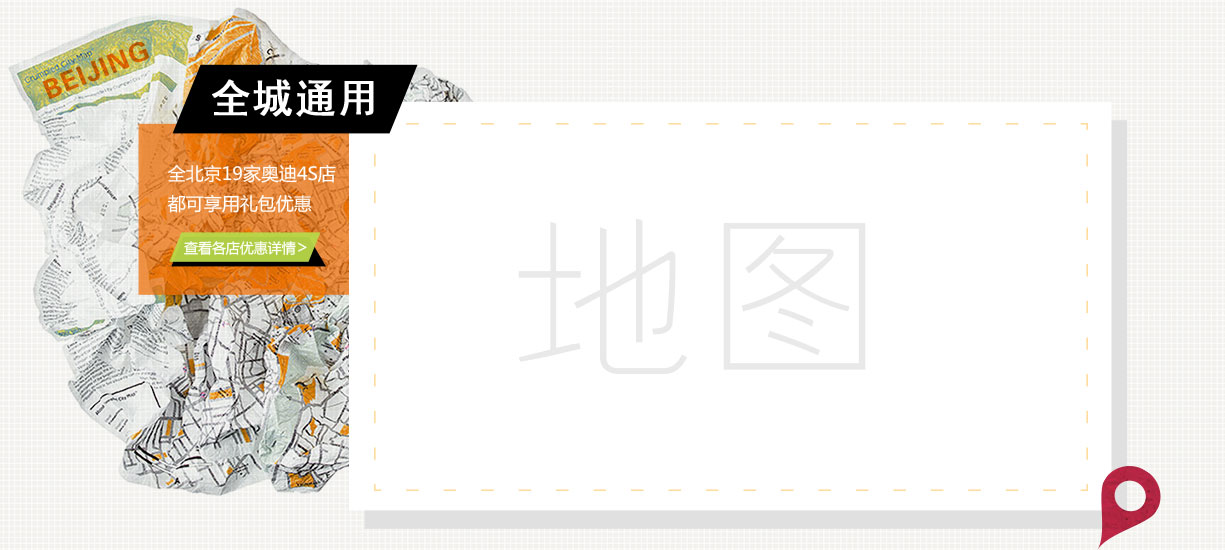 Crumpled City Map
BEIJING
全城通用
全北京19家奥迪4S店
都可享用礼包优惠
查看各店优惠详情>
地图